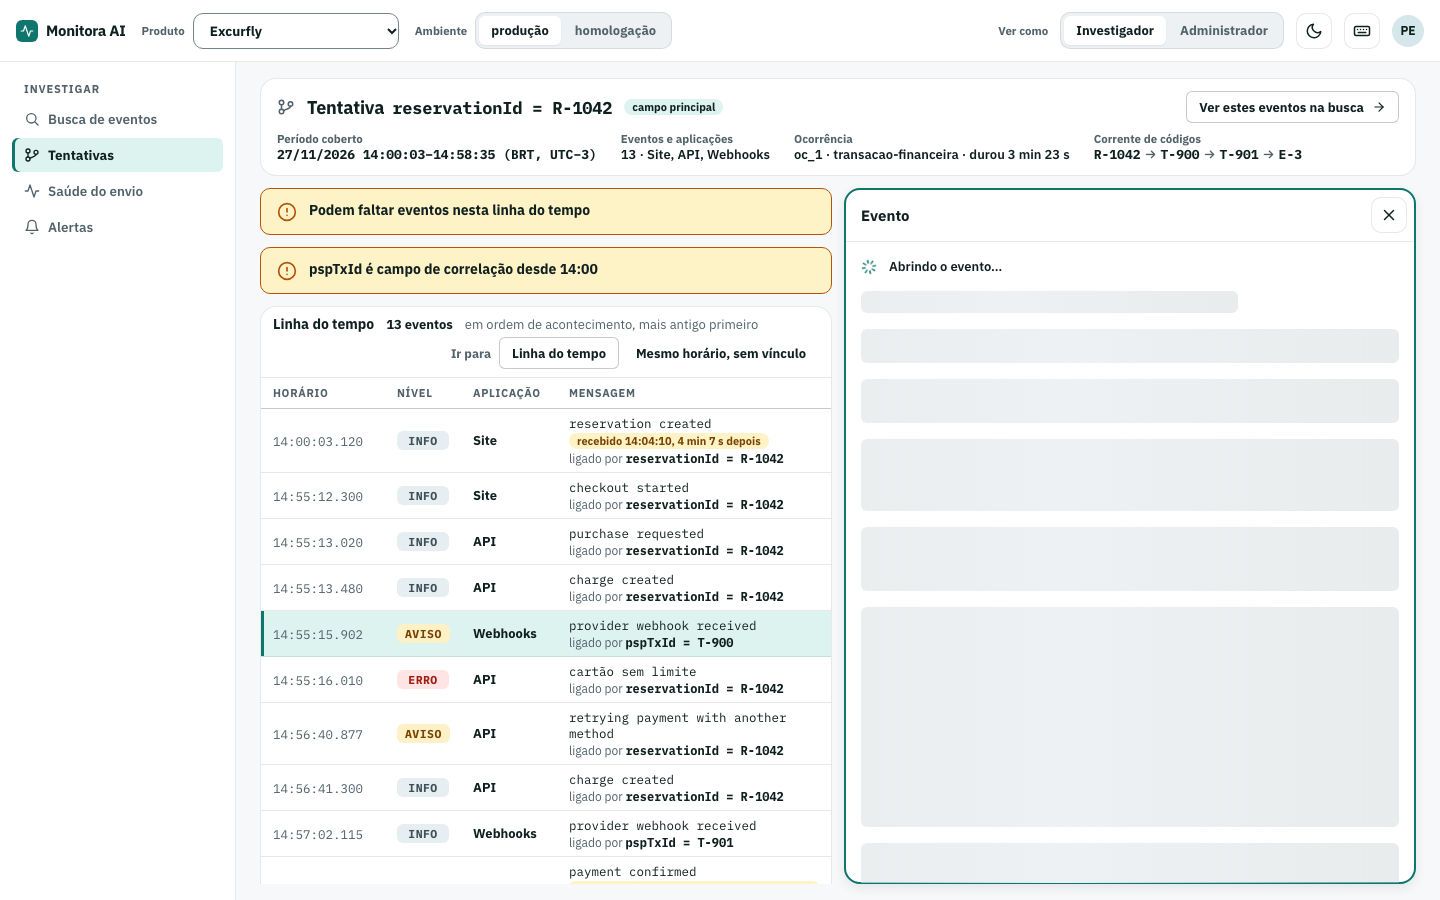 Monitora AI
Produto
Excurfly
Ambiente
produção
homologação
Ver como
Investigador
Administrador
PE
INVESTIGAR
Busca de eventos
Tentativas
Saúde do envio
Alertas
Tentativa reservationId = R-1042
campo principal
Ver estes eventos na busca →
Período coberto
27/11/2026 14:00:03–14:58:35 (BRT, UTC−3)
Eventos e aplicações
13 · Site, API, Webhooks
Ocorrência
oc_1 · transacao-financeira · durou 3 min 23 s
Corrente de códigos
R-1042 → T-900 → T-901 → E-3
Podem faltar eventos nesta linha do tempo
pspTxId é campo de correlação desde 14:00
Linha do tempo 13 eventos em ordem de acontecimento, mais antigo primeiro
Ir para Linha do tempo Mesmo horário, sem vínculo
HORÁRIO NÍVEL APLICAÇÃO MENSAGEM
14:00:03.120 INFO Site reservation created
recebido 14:04:10, 4 min 7 s depois
ligado por reservationId = R-1042
14:55:12.300 INFO Site checkout started
ligado por reservationId = R-1042
14:55:13.020 INFO API purchase requested
ligado por reservationId = R-1042
14:55:13.480 INFO API charge created
ligado por reservationId = R-1042
14:55:15.902 AVISO Webhooks provider webhook received
ligado por pspTxId = T-900
14:55:16.010 ERRO API cartão sem limite
ligado por reservationId = R-1042
14:56:40.877 AVISO API retrying payment with another
method
ligado por reservationId = R-1042
14:56:41.300 INFO API charge created
ligado por reservationId = R-1042
14:57:02.115 INFO Webhooks provider webhook received
ligado por pspTxId = T-901
payment confirmed
Evento
Abrindo o evento…